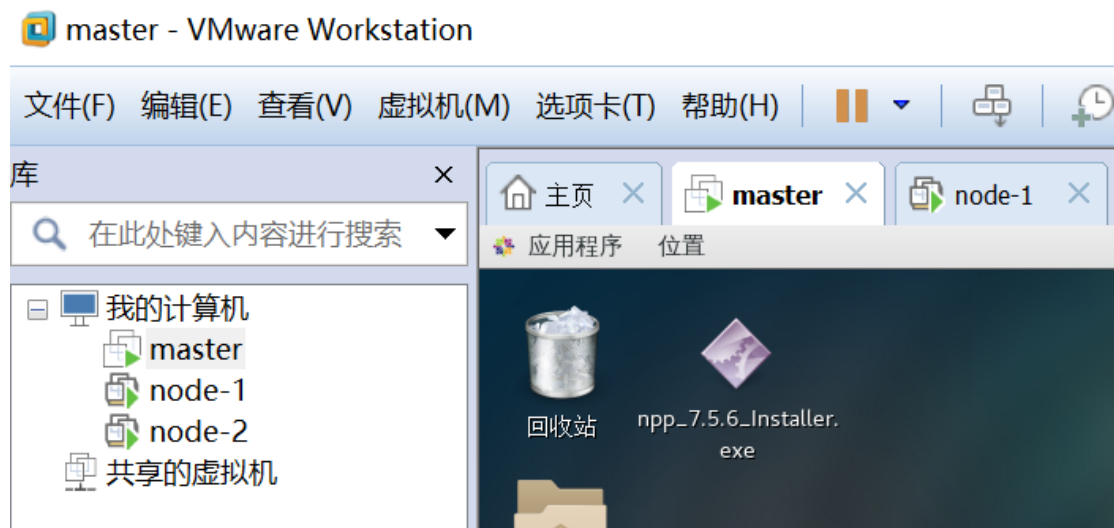 master - VMware Workstation
文件(F) 编辑(E) 查看(V) 虚拟机(M) 选项卡(T) 帮助(H)
库
在此处键入内容进行搜索
我的计算机
master
node-1
node-2
共享的虚拟机
主页 master node-1
应用程序 位置
回收站
npp_7.5.6_Installer.
exe